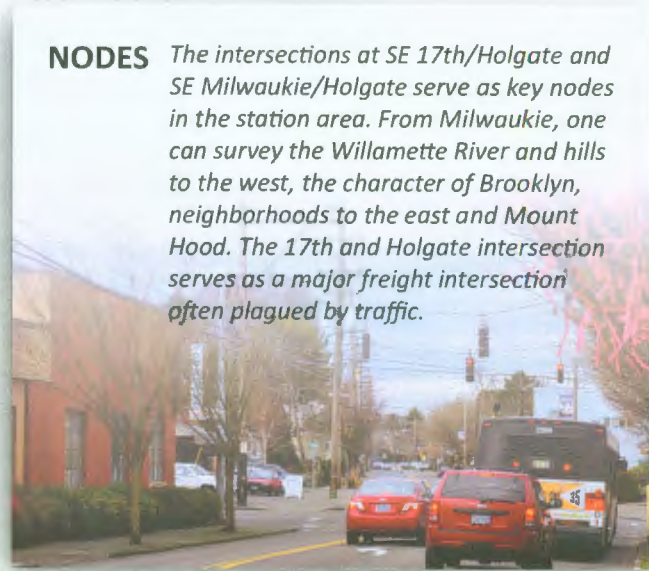 NODES The intersections at SE 17th/Holgate and
SE Milwaukie/Holgate serve as key nodes
in the station area. From Milwaukie, one
can survey the Willamette River and hills
to the west, the character of Brooklyn,
neighborhoods to the east and Mount
Hood. The 17th and Holgate intersection
serves as a major freight intersection
often plagued by traffic.